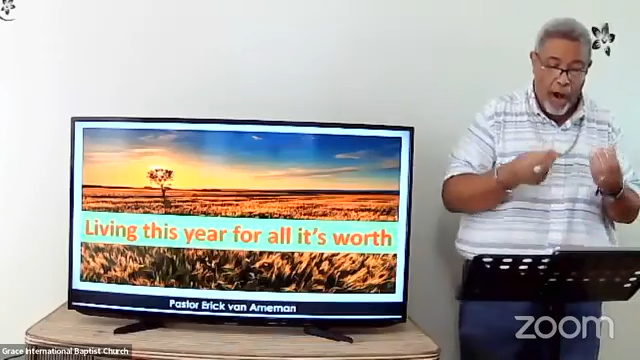 Living this year for all it's worth
Pastor Erick van Ameman
Grace International Baptist Church
zoom